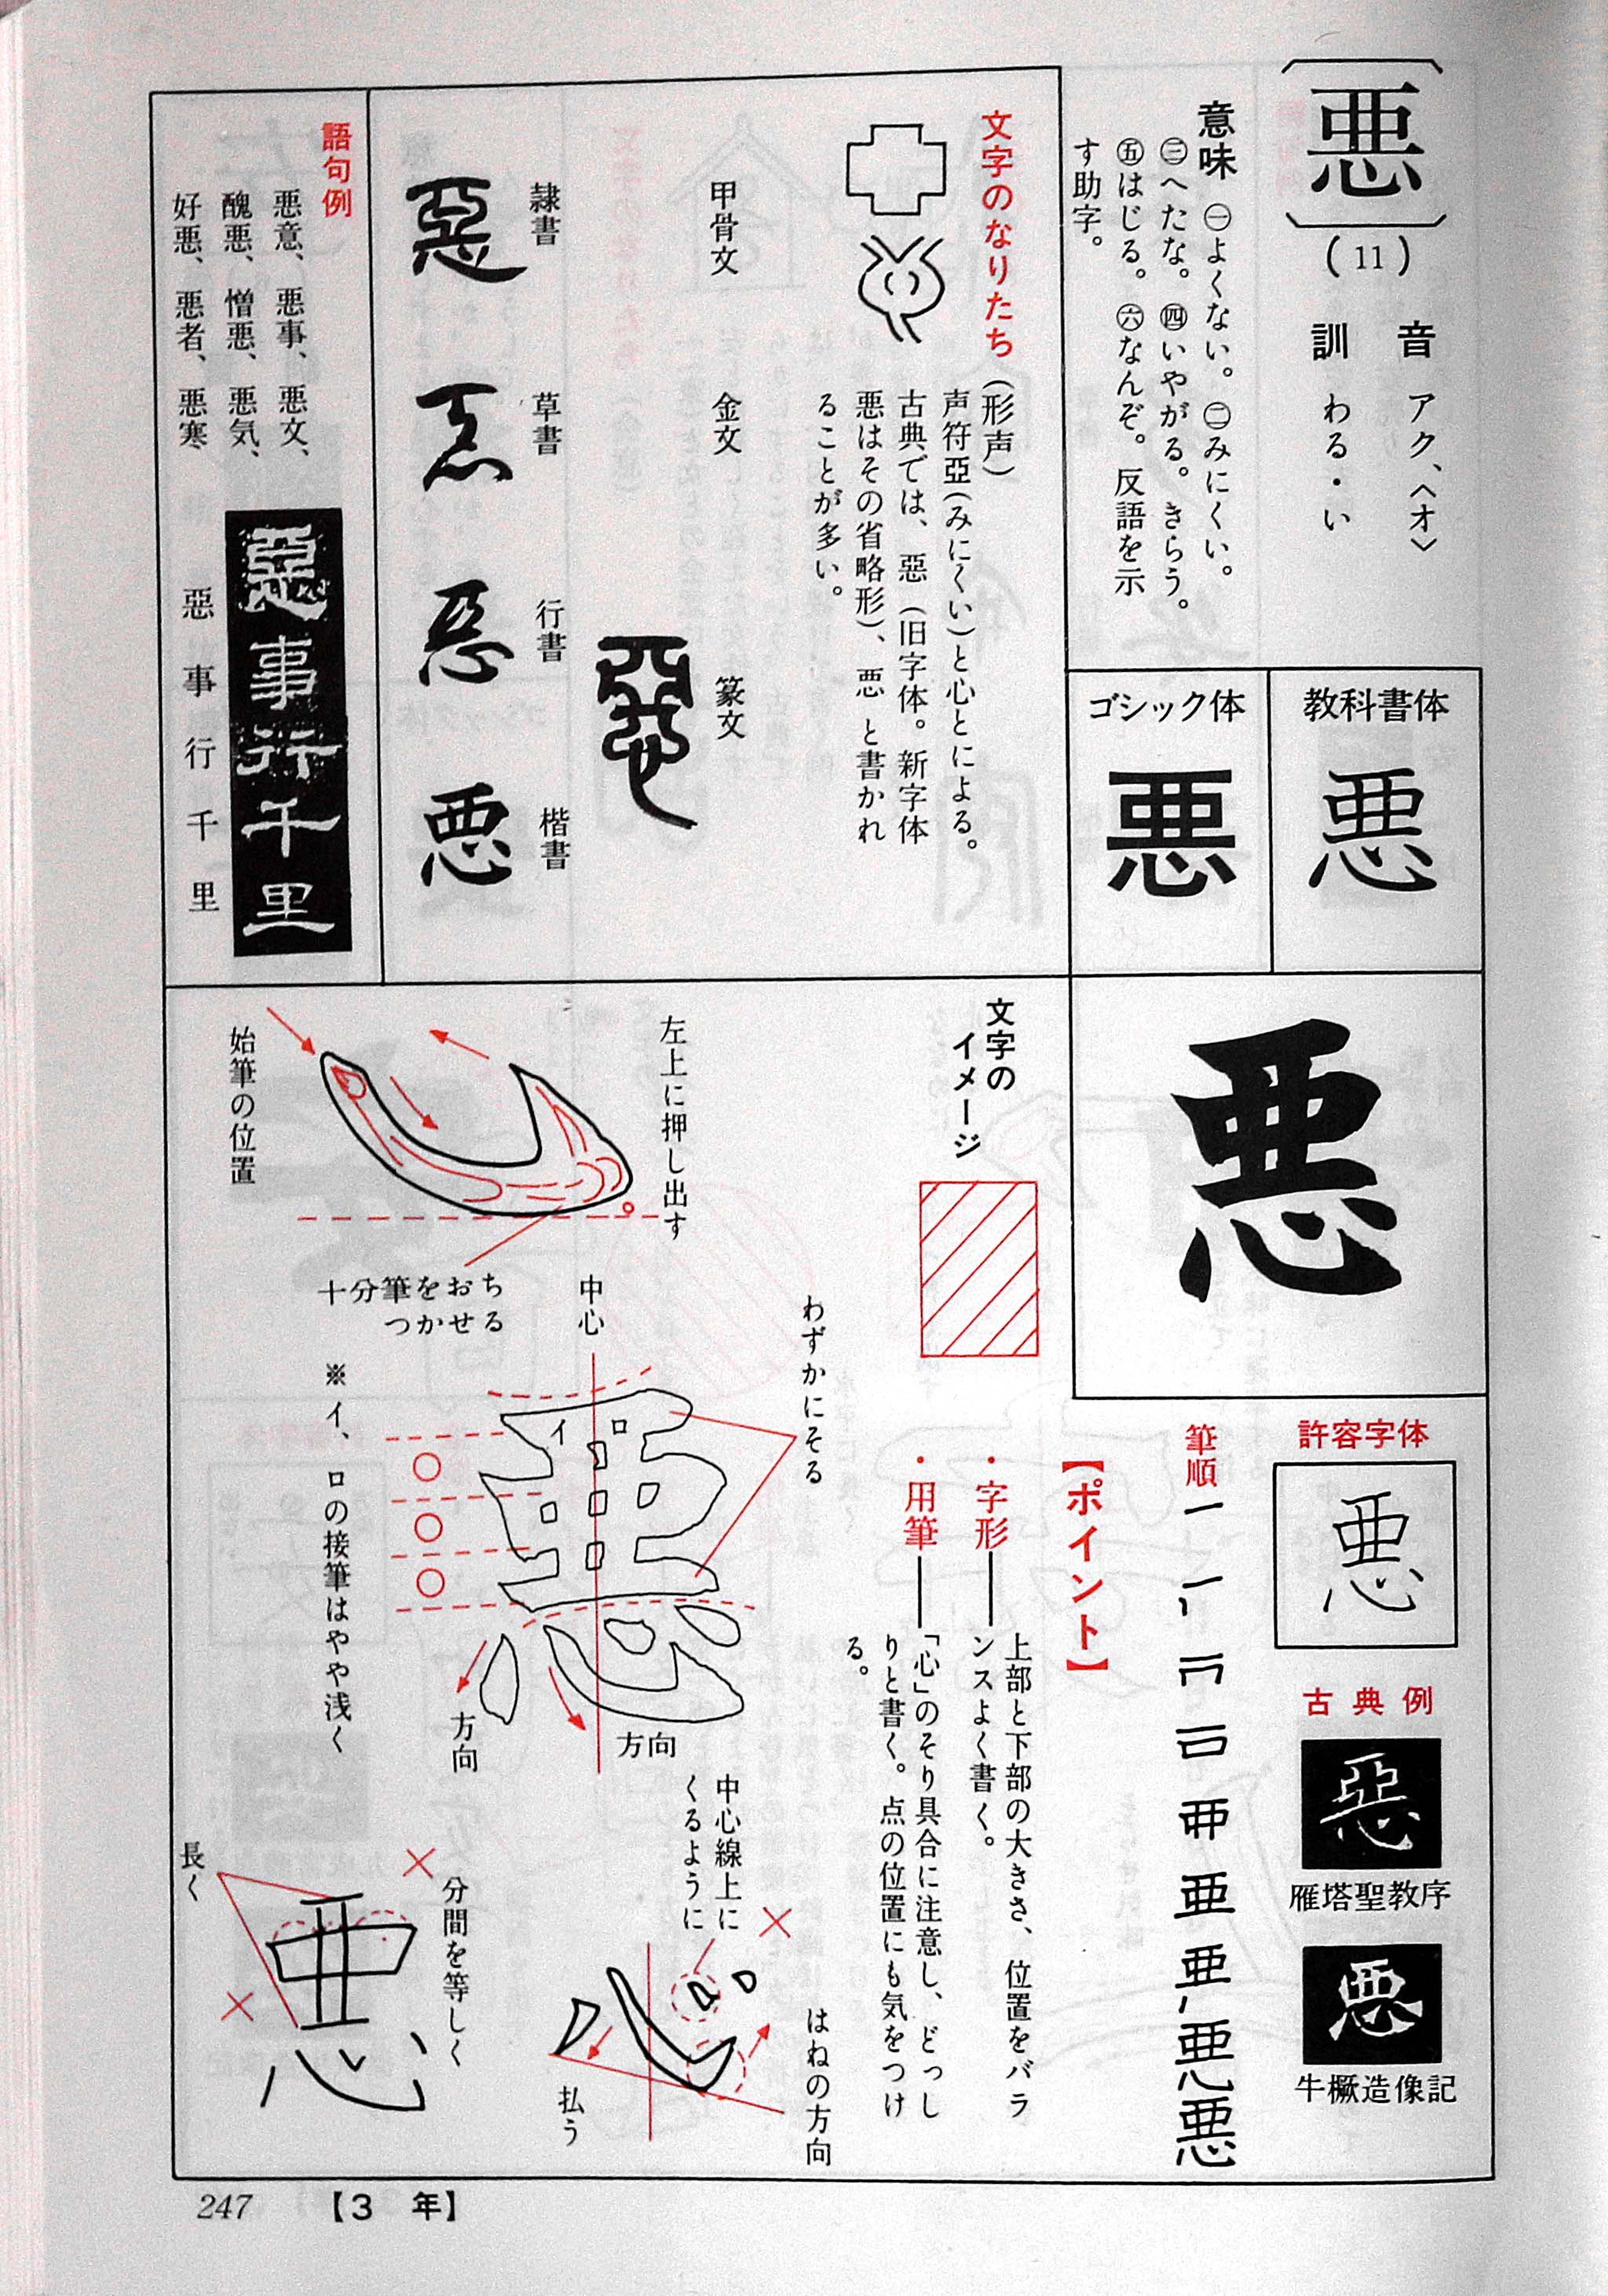 悪
(11)
音 アク、〈オ〉
訓 わる・い
意味 ㊀よくない。㊁みにくい。
㊂へたな。㊃いやがる。きらう。
㊄はじる。㊅なんぞ。反語を示
す助字。
教科書体
悪
ゴシック体
悪
文字のなりたち
(形声)
声符亞(みにくい)と心とによる。
古典では、惡(旧字体。新字体
悪はその省略形)、悪と書かれ
ることが多い。
甲骨文
金文
篆文
惡
隷書
草書
行書
楷書
語句例
悪意、悪事、悪文、
醜悪、憎悪、悪気、
好悪、悪者、悪寒
惡事行千里
惡事行千里
悪
許容字体
悪
古典例
雁塔聖教序
牛橛造像記
筆順
【ポイント】
・字形――上部と下部の大きさ、位置をバラ
ンスよく書く。
・用筆――「心」のそり具合に注意し、どっし
りと書く。点の位置にも気をつけ
る。
文字の
イメージ
左上に押し出す
始筆の位置
十分筆をおち
つかせる
わずかにそる
中心
イ
ロ
方向
方向
※イ、ロの接筆はやや浅く
中心線上に
くるように
はねの方向
払う
分間を等しく
長く
247 【3 年】